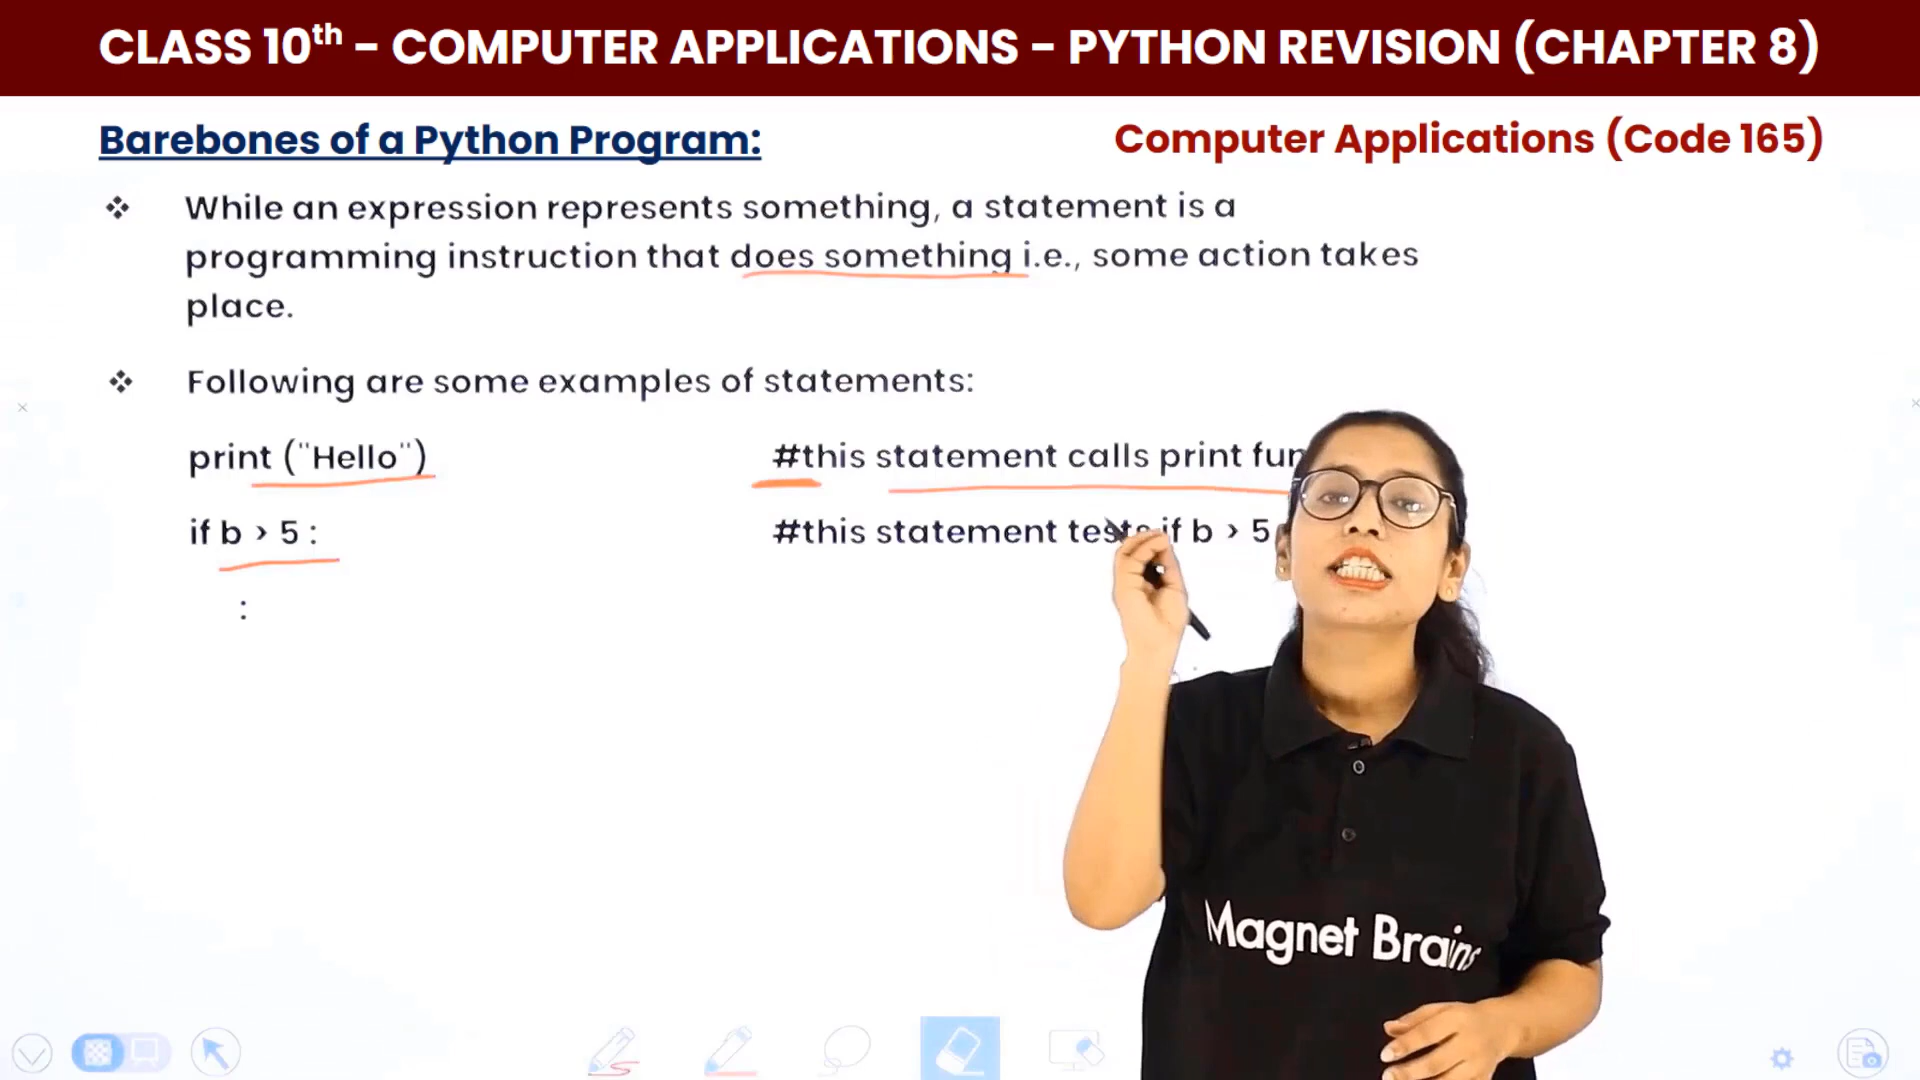 CLASS 10th – COMPUTER APPLICATIONS – PYTHON REVISION (CHAPTER 8)
Barebones of a Python Program:
Computer Applications (Code 165)
❖ While an expression represents something, a statement is a
programming instruction that does something i.e., some action takes
place.
❖ Following are some examples of statements:
print ("Hello") #this statement calls print
if b > 5 : #this statement tests if b > 5
:
Magnet Brains